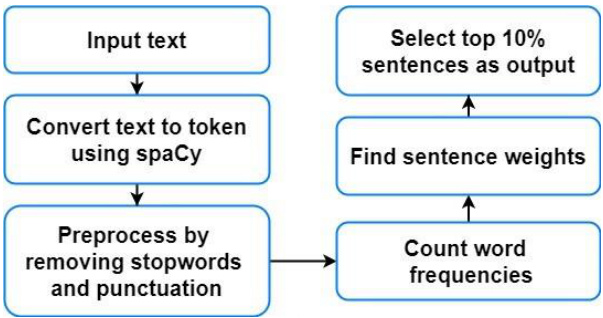 Input text
Convert text to token
using spaCy
Preprocess by
removing stopwords
and punctuation
Count word
frequencies
Find sentence weights
Select top 10%
sentences as output